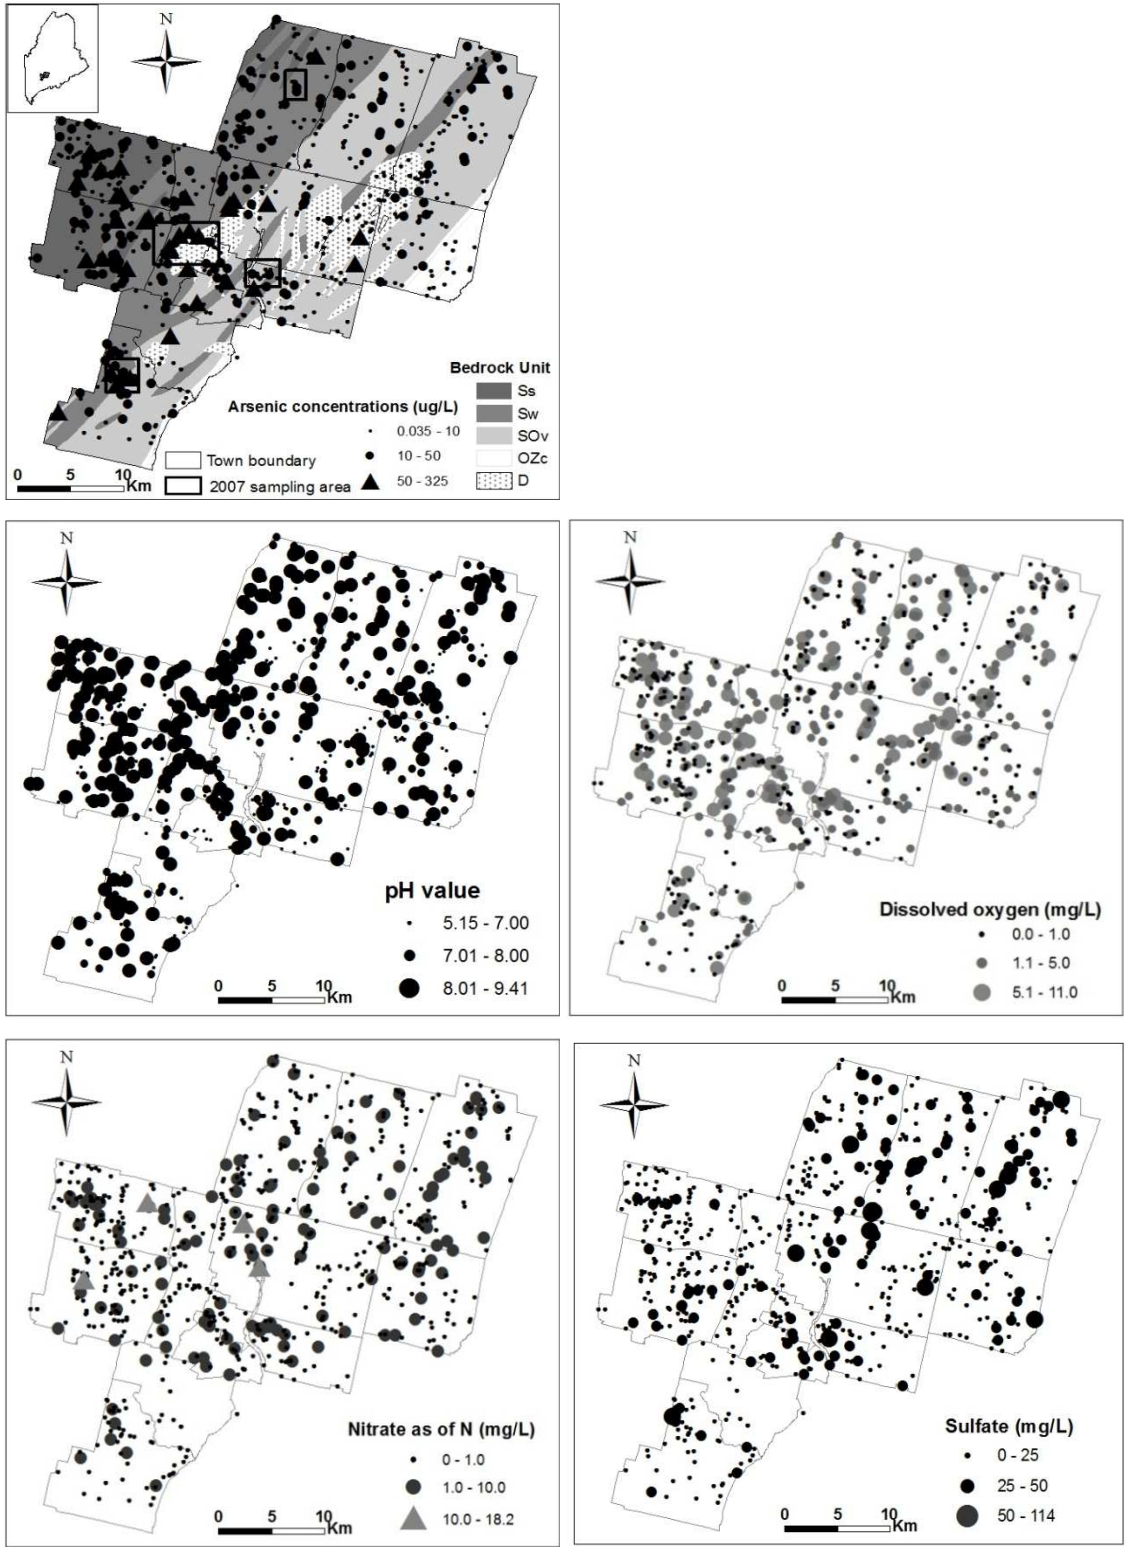 N
Bedrock Unit
Ss
Sw
SOv
OZc
D
Arsenic concentrations (ug/L)
0.035 - 10
10 - 50
50 - 325
Town boundary
2007 sampling area
0 5 10
Km
N
pH value
5.15 - 7.00
7.01 - 8.00
8.01 - 9.41
0 5 10
Km
N
Dissolved oxygen (mg/L)
0.0 - 1.0
1.1 - 5.0
5.1 - 11.0
0 5 10
Km
N
Nitrate as of N (mg/L)
0 - 1.0
1.0 - 10.0
10.0 - 18.2
0 5 10
Km
N
Sulfate (mg/L)
0 - 25
25 - 50
50 - 114
0 5 10
Km